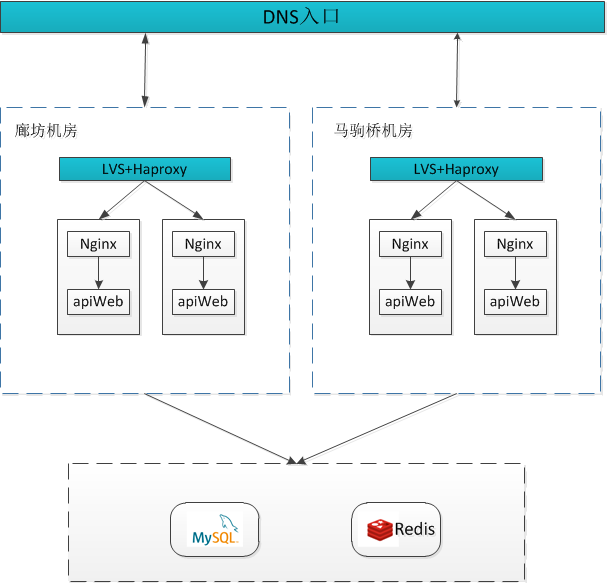 DNS入口
廊坊机房
马驹桥机房
LVS+Haproxy
LVS+Haproxy
Nginx
Nginx
Nginx
Nginx
apiWeb
apiWeb
apiWeb
apiWeb
MySQL
Redis